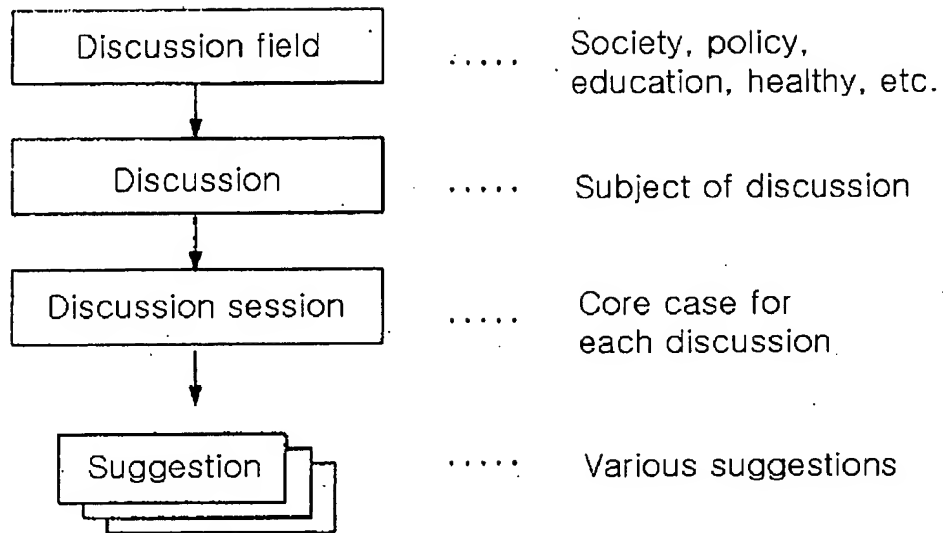 Discussion field ..... Society, policy,
education, healthy, etc.
Discussion ..... Subject of discussion
Discussion session ..... Core case for
each discussion
Suggestion ..... Various suggestions